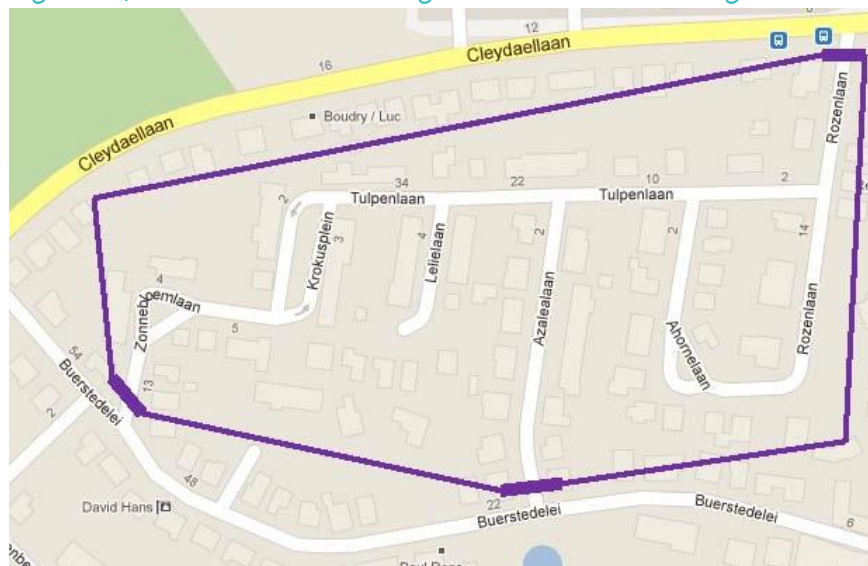 12
Cleydaellaan
16
Boudry / Luc
Cleydaellaan
Rozenlaan
34
22
10
2
2
Tulpenlaan
Tulpenlaan
Krokusplein
3
4
Lelielaan
2
Azalealaan
2
14
4
Zonnebloemlaan
5
Ahornelaan
Rozenlaan
54
Buerstedelei
13
2
48
David Hans
22
Buerstedelei
Buerstedelei
6